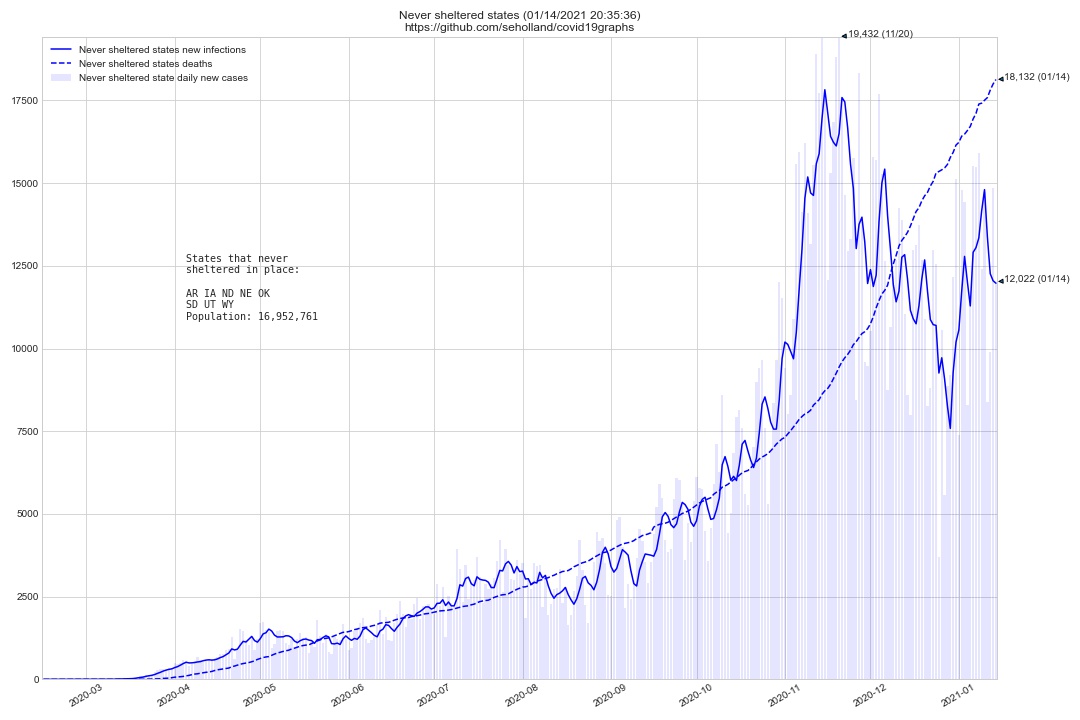 Never sheltered states (01/14/2021 20:35:36)
https://github.com/seholland/covid19graphs
19,432 (11/20)
Never sheltered states new infections
Never sheltered states deaths
Never sheltered state daily new cases
18,132 (01/14)
17500
15000
States that never
sheltered in place:
AR IA ND NE OK
SD UT WY
Population: 16,952,761
12500
12,022 (01/14)
10000
7500
5000
2500
0
2020-03
2020-04
2020-05
2020-06
2020-07
2020-08
2020-09
2020-10
2020-11
2020-12
2021-01